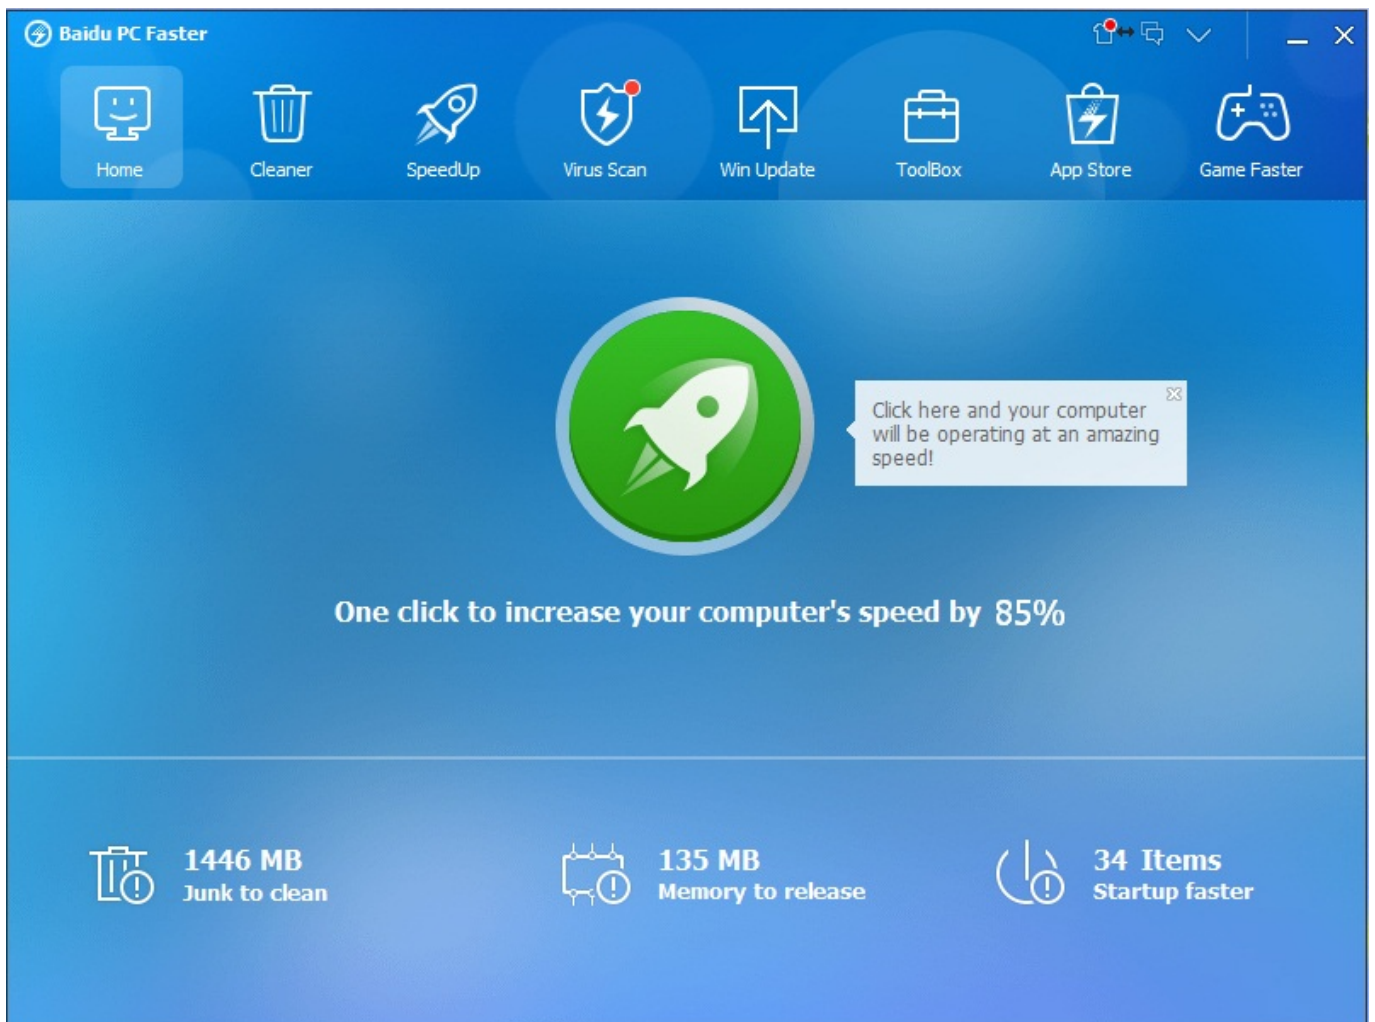 Baidu PC Faster
Home
Cleaner
SpeedUp
Virus Scan
Win Update
ToolBox
App Store
Game Faster
Click here and your computer
will be operating at an amazing
speed!
One click to increase your computer's speed by 85%
1446 MB
Junk to clean
135 MB
Memory to release
34 Items
Startup faster